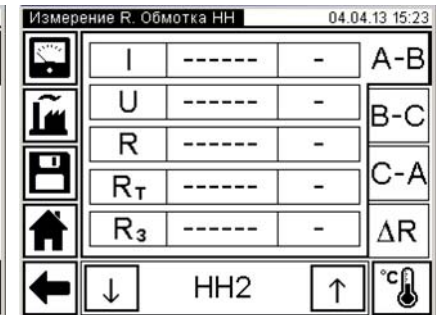 Измерение R. Обмотка НН 04.04.13 15:23
I ------ - A-B
U ------ -
B-C
R ------ -
Rт ------ - C-A
Rз ------ - ΔR
↓ НН2 ↑ °C